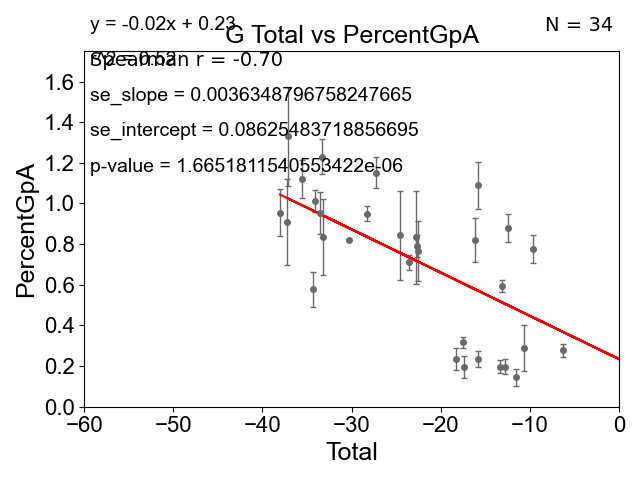 y = -0.02x + 0.23
N = 34
G Total vs PercentGpA
Spearman r = -0.70
se_slope = 0.0036348796758247665
se_intercept = 0.08625483718856695
p-value = 1.6651811540553422e-06
PercentGpA
1.6
1.4
1.2
1.0
0.8
0.6
0.4
0.2
0.0
−60 −50 −40 −30 −20 −10 0
Total